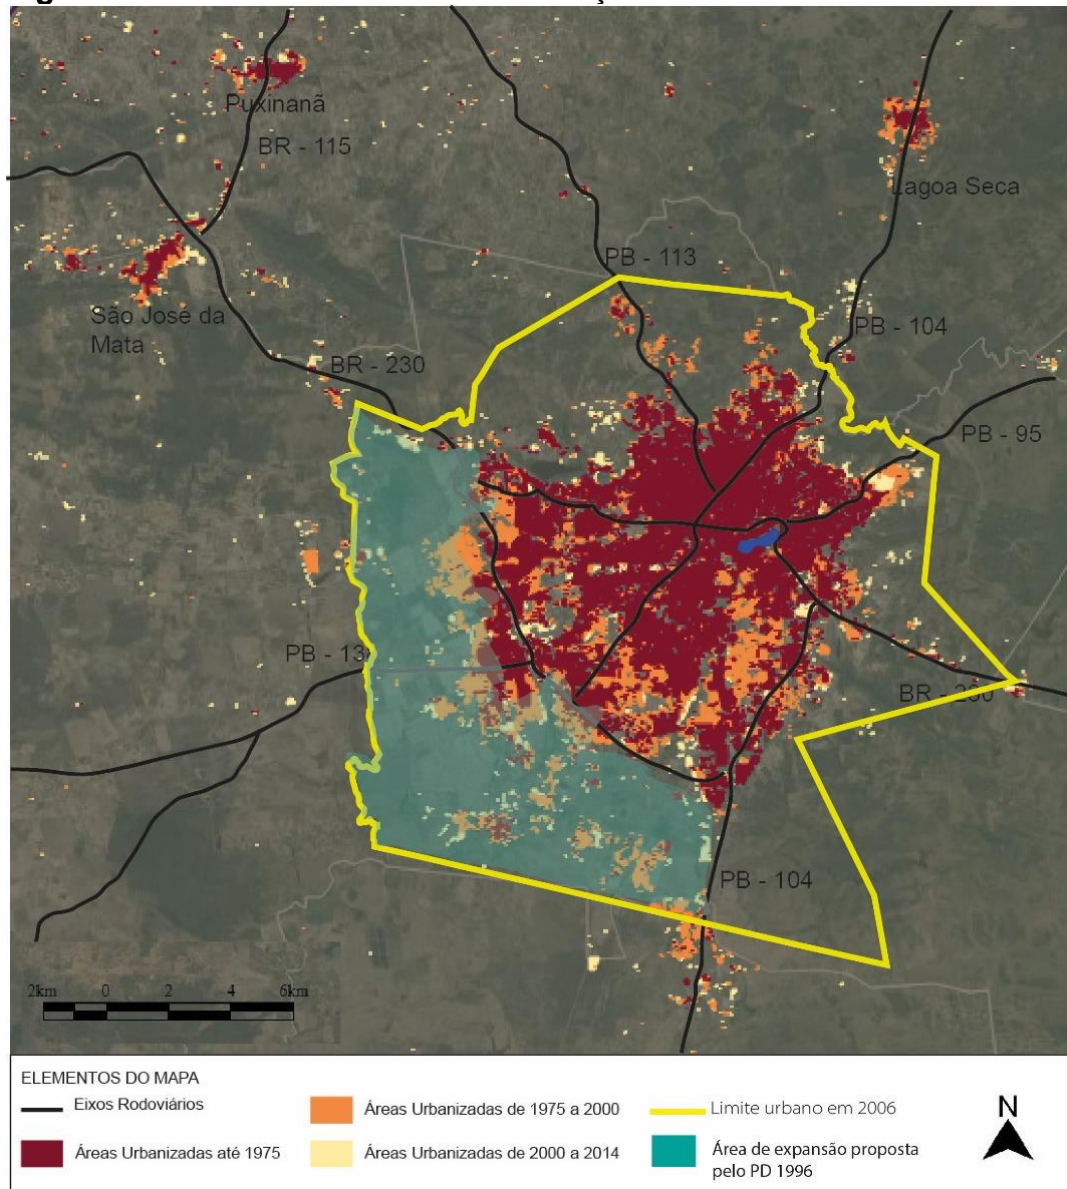 Puxinanã
BR - 115
Lagoa Seca
São José da
Mata
PB - 113
PB - 104
BR - 230
PB - 95
PB - 13
BR - 230
PB - 104
2km 0 2 4 6km
ELEMENTOS DO MAPA
Eixos Rodoviários
Áreas Urbanizadas até 1975
Áreas Urbanizadas de 1975 a 2000
Áreas Urbanizadas de 2000 a 2014
Limite urbano em 2006
Área de expansão proposta
pelo PD 1996
N